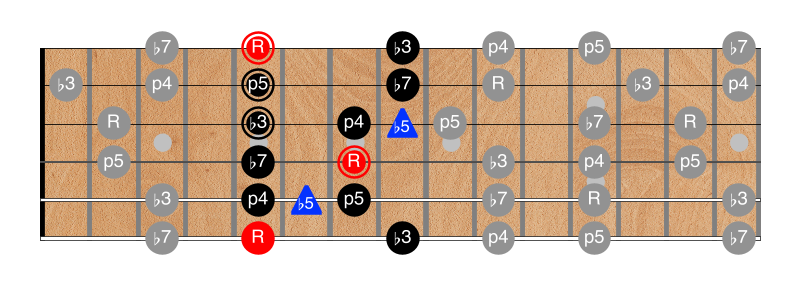 ♭7 R ♭3 p4 p5 ♭7
♭3 p4 p5 ♭7 R ♭3 p4
R ♭3 p4 ♭5 p5 ♭7 R
p5 ♭7 R ♭3 p4 p5
♭3 p4 ♭5 p5 ♭7 R ♭3
♭7 R ♭3 p4 p5 ♭7